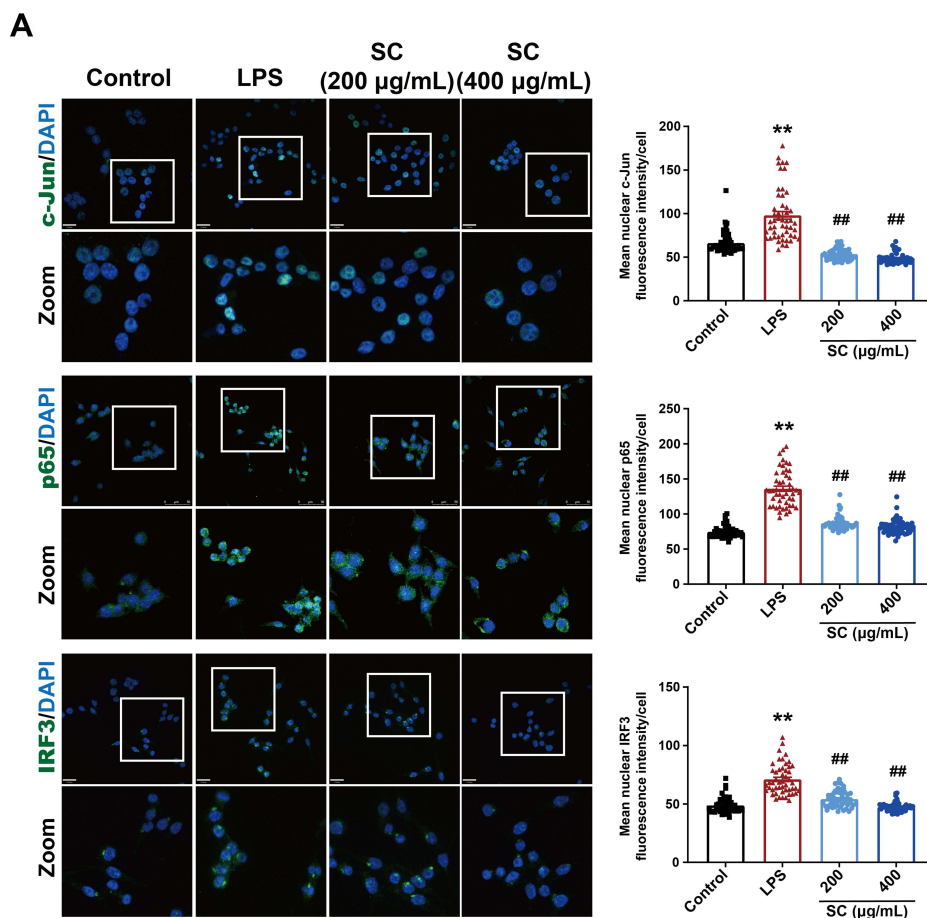 A
Control
LPS
SC
(200 µg/mL)
SC
(400 µg/mL)
c-Jun/DAPI
Zoom
p65/DAPI
Zoom
IRF3/DAPI
Zoom
Mean nuclear c-Jun
fluorescence intensity/cell
200
150
100
50
0
**
##
##
Control
LPS
200
400
SC (µg/mL)
Mean nuclear p65
fluorescence intensity/cell
250
200
150
100
50
0
**
##
##
Control
LPS
200
400
SC (µg/mL)
Mean nuclear IRF3
fluorescence intensity/cell
150
100
50
0
**
##
##
Control
LPS
200
400
SC (µg/mL)